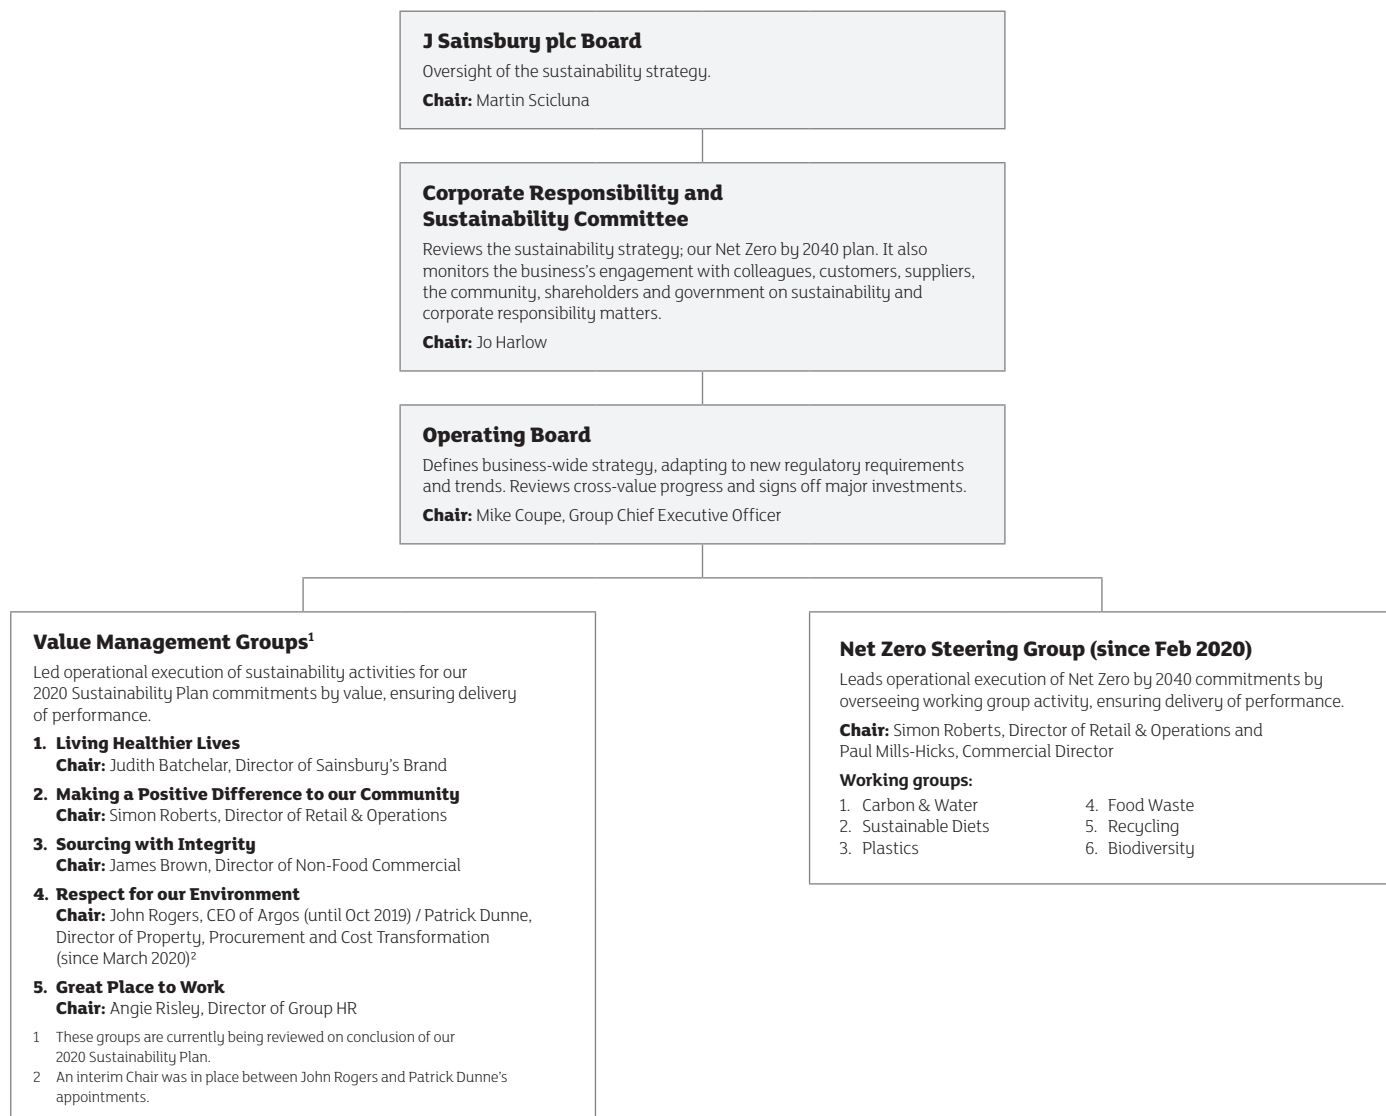 J Sainsbury plc Board
Oversight of the sustainability strategy.
Chair: Martin Scicluna
Corporate Responsibility and
Sustainability Committee
Reviews the sustainability strategy; our Net Zero by 2040 plan. It also
monitors the business’s engagement with colleagues, customers, suppliers,
the community, shareholders and government on sustainability and
corporate responsibility matters.
Chair: Jo Harlow
Operating Board
Defines business-wide strategy, adapting to new regulatory requirements
and trends. Reviews cross-value progress and signs off major investments.
Chair: Mike Coupe, Group Chief Executive Officer
Value Management Groups¹
Led operational execution of sustainability activities for our
2020 Sustainability Plan commitments by value, ensuring delivery
of performance.
1. Living Healthier Lives
Chair: Judith Batchelar, Director of Sainsbury’s Brand
2. Making a Positive Difference to our Community
Chair: Simon Roberts, Director of Retail & Operations
3. Sourcing with Integrity
Chair: James Brown, Director of Non-Food Commercial
4. Respect for our Environment
Chair: John Rogers, CEO of Argos (until Oct 2019) / Patrick Dunne,
Director of Property, Procurement and Cost Transformation
(since March 2020)²
5. Great Place to Work
Chair: Angie Risley, Director of Group HR
1 These groups are currently being reviewed on conclusion of our
2020 Sustainability Plan.
2 An interim Chair was in place between John Rogers and Patrick Dunne’s
appointments.
Net Zero Steering Group (since Feb 2020)
Leads operational execution of Net Zero by 2040 commitments by
overseeing working group activity, ensuring delivery of performance.
Chair: Simon Roberts, Director of Retail & Operations and
Paul Mills-Hicks, Commercial Director
Working groups:
1. Carbon & Water
2. Sustainable Diets
3. Plastics
4. Food Waste
5. Recycling
6. Biodiversity